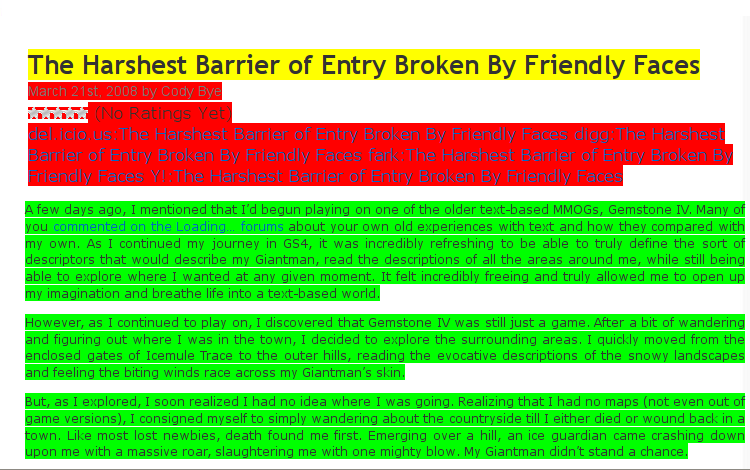 The Harshest Barrier of Entry Broken By Friendly Faces
March 21st, 2008 by Cody Bye
(No Ratings Yet)
del.icio.us:The Harshest Barrier of Entry Broken By Friendly Faces digg:The Harshest
Barrier of Entry Broken By Friendly Faces fark:The Harshest Barrier of Entry Broken By
Friendly Faces Y!:The Harshest Barrier of Entry Broken By Friendly Faces
A few days ago, I mentioned that I'd begun playing on one of the older text-based MMOGs, Gemstone IV. Many of
you commented on the Loading... forums about your own old experiences with text and how they compared with
my own. As I continued my journey in GS4, it was incredibly refreshing to be able to truly define the sort of
descriptors that would describe my Giantman, read the descriptions of all the areas around me, while still being
able to explore where I wanted at any given moment. It felt incredibly freeing and truly allowed me to open up
my imagination and breathe life into a text-based world.
However, as I continued to play on, I discovered that Gemstone IV was still just a game. After a bit of wandering
and figuring out where I was in the town, I decided to explore the surrounding areas. I quickly moved from the
enclosed gates of Icemule Trace to the outer hills, reading the evocative descriptions of the snowy landscapes
and feeling the biting winds race across my Giantman's skin.
But, as I explored, I soon realized I had no idea where I was going. Realizing that I had no maps (not even out of
game versions), I consigned myself to simply wandering about the countryside till I either died or wound back in a
town. Like most lost newbies, death found me first. Emerging over a hill, an ice guardian came crashing down
upon me with a massive roar, slaughtering me with one mighty blow. My Giantman didn't stand a chance.